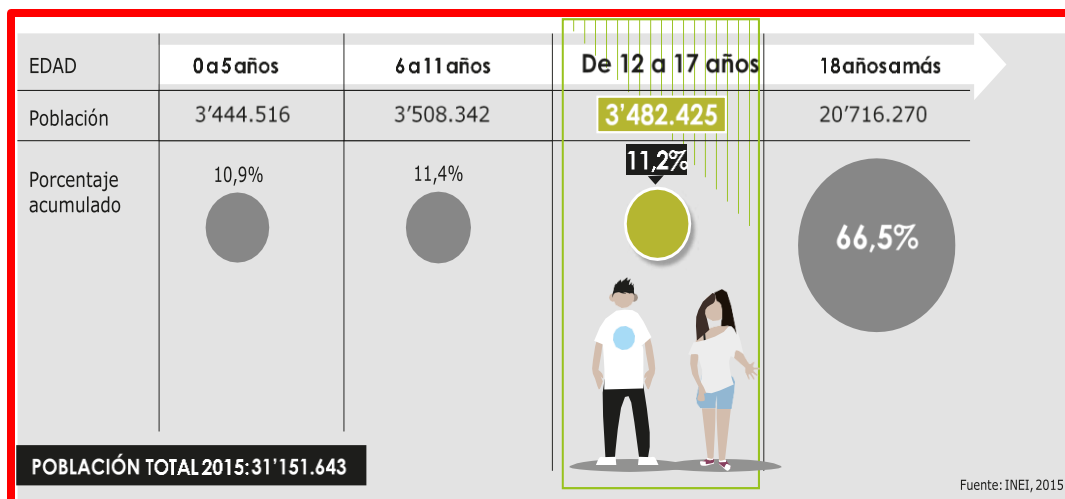 EDAD 0 a 5 años 6 a 11 años De 12 a 17 años 18 años a más
Población 3’444.516 3’508.342 3’482.425 20’716.270
Porcentaje acumulado 10,9% 11,4% 11,2% 66,5%
POBLACIÓN TOTAL 2015: 31’151.643
Fuente: INEI, 2015